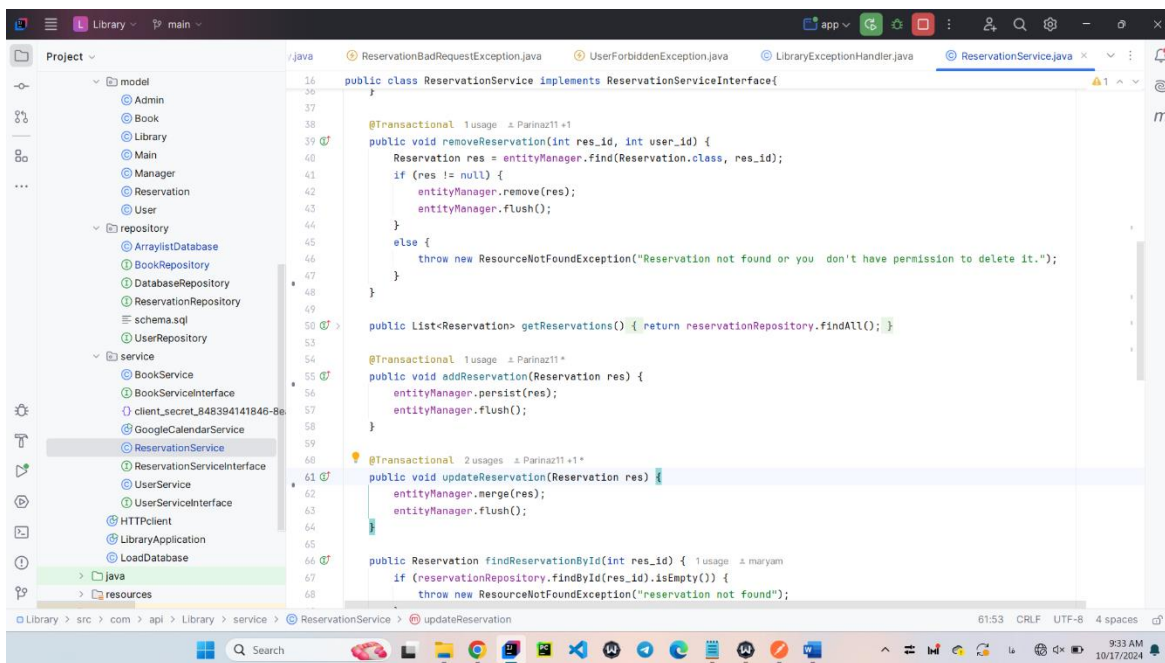 L Library main
app
Project
/.java ReservationBadRequestException.java UserForbiddenException.java LibraryExceptionHandler.java ReservationService.java
model
Admin
Book
Library
Main
Manager
Reservation
User
repository
ArraylistDatabase
BookRepository
DatabaseRepository
ReservationRepository
schema.sql
UserRepository
service
BookService
BookServiceInterface
client_secret_848394141846-8e
GoogleCalendarService
ReservationService
ReservationServiceInterface
UserService
UserServiceInterface
HTTPclient
LibraryApplication
LoadDatabase
java
resources
16 public class ReservationService implements ReservationServiceInterface{ 1
36 }
37
38 @Transactional 1 usage Parinaz11 +1
39 public void removeReservation(int res_id, int user_id) {
40 Reservation res = entityManager.find(Reservation.class, res_id);
41 if (res != null) {
42 entityManager.remove(res);
43 entityManager.flush();
44 }
45 else {
46 throw new ResourceNotFoundException("Reservation not found or you  don't have permission to delete it.");
47 }
48 }
49
50 public List<Reservation> getReservations() { return reservationRepository.findAll(); }
53
54 @Transactional 1 usage Parinaz11 *
55 public void addReservation(Reservation res) {
56 entityManager.persist(res);
57 entityManager.flush();
58 }
59
60 @Transactional 2 usages Parinaz11 +1 *
61 public void updateReservation(Reservation res) {
62 entityManager.merge(res);
63 entityManager.flush();
64 }
65
66 public Reservation findReservationById(int res_id) { 1 usage maryam
67 if (reservationRepository.findById(res_id).isEmpty()) {
68 throw new ResourceNotFoundException("reservation not found");
Library > src > com > api > Library > service > ReservationService > updateReservation 61:53 CRLF UTF-8 4 spaces
Search
9:33 AM
10/17/2024